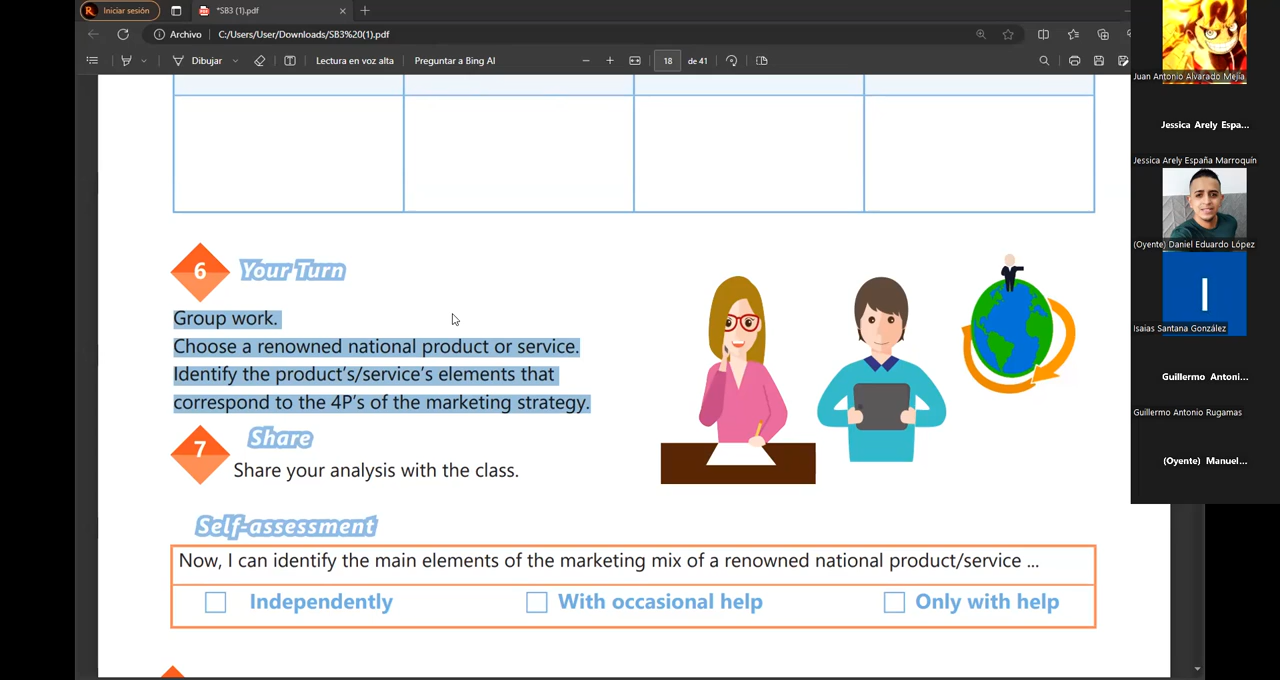 Iniciar sesión
*SB3 (1).pdf
Archivo
C:/Users/User/Downloads/SB3%20(1).pdf
Dibujar
Lectura en voz alta
Preguntar a Bing AI
18
de 41
6
Your Turn
Group work.
Choose a renowned national product or service.
Identify the product's/service's elements that
correspond to the 4P's of the marketing strategy.
7
Share
Share your analysis with the class.
Self-assessment
Now, I can identify the main elements of the marketing mix of a renowned national product/service ...
Independently
With occasional help
Only with help
Juan Antonio Alvarado Mejía
Jessica Arely Espa...
Jessica Arely España Marroquín
(Oyente) Daniel Eduardo López
I
Isaias Santana González
Guillermo Antoni...
Guillermo Antonio Rugamas
(Oyente) Manuel...